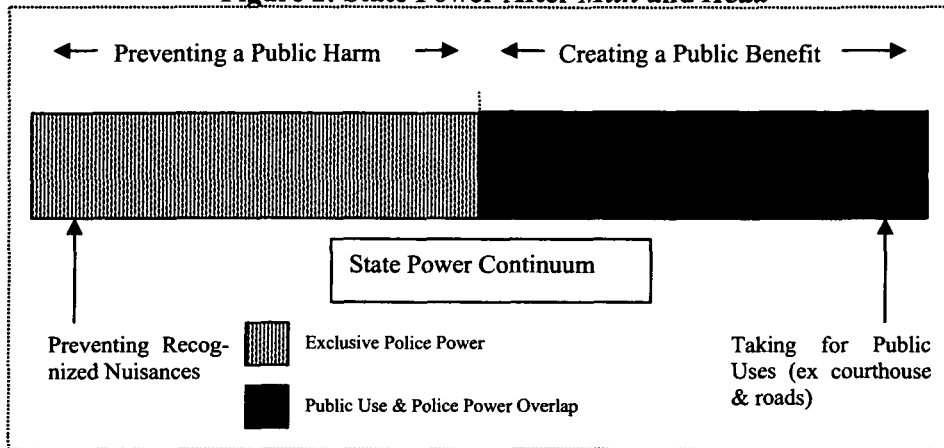 Preventing a Public Harm
Creating a Public Benefit
State Power Continuum
Preventing Recog-
nized Nuisances
Exclusive Police Power
Public Use & Police Power Overlap
Taking for Public
Uses (ex courthouse
& roads)